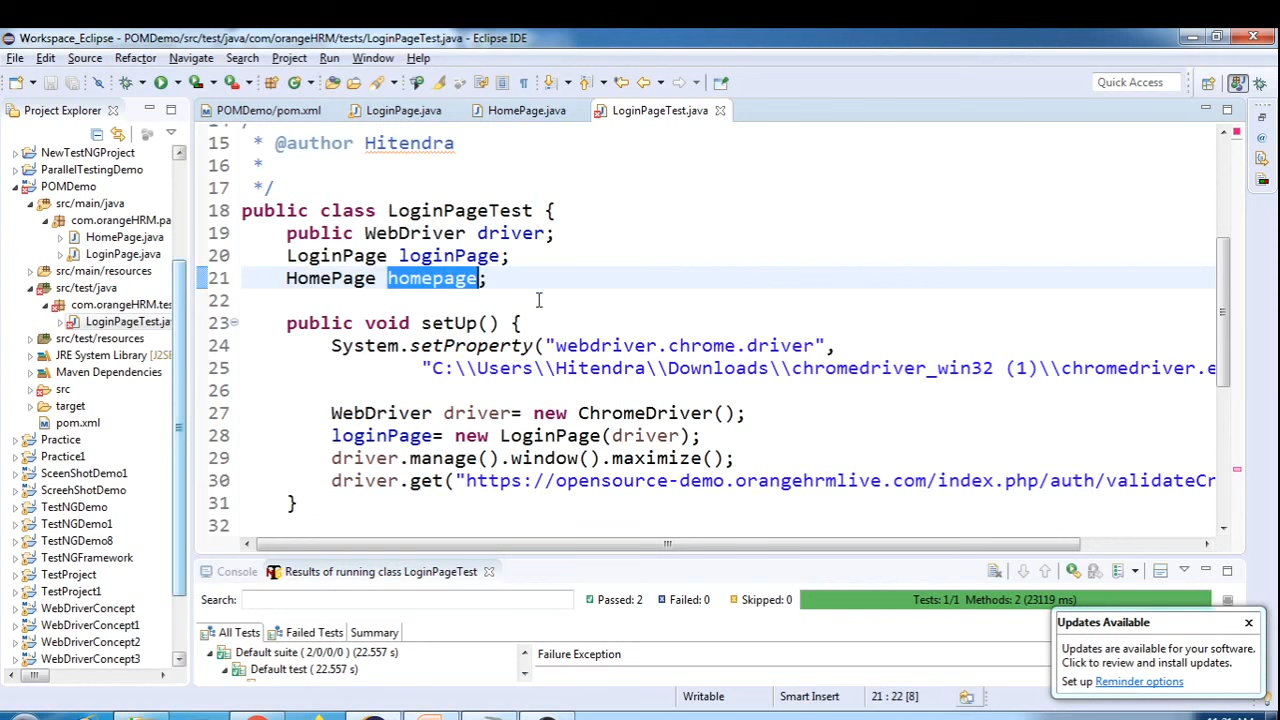 Workspace_Eclipse - POMDemo/src/test/java/com/orangeHRM/tests/LoginPageTest.java - Eclipse IDE
File Edit Source Refactor Navigate Search Project Run Window Help
Quick Access
Project Explorer
POMDemo/pom.xml LoginPage.java HomePage.java LoginPageTest.java
NewTestNGProject
ParallelTestingDemo
POMDemo
src/main/java
com.orangeHRM.pa
HomePage.java
LoginPage.java
src/main/resources
src/test/java
com.orangeHRM.tes
LoginPageTest.ja
src/test/resources
JRE System Library [J2SE
Maven Dependencies
src
target
pom.xml
Practice
Practice1
SceenShotDemo1
ScreehShotDemo
TestNGDemo
TestNGDemo1
TestNGDemo8
TestNGFramework
TestProject
TestProject1
WebDriverConcept
WebDriverConcept1
WebDriverConcept2
WebDriverConcept3
15 * @author Hitendra
16 *
17 */
18 public class LoginPageTest {
19 public WebDriver driver;
20 LoginPage loginPage;
21 HomePage homepage;
22
23 public void setUp() {
24 System.setProperty("webdriver.chrome.driver",
25 "C:\\Users\\Hitendra\\Downloads\\chromedriver_win32 (1)\\chromedriver.e
26
27 WebDriver driver= new ChromeDriver();
28 loginPage= new LoginPage(driver);
29 driver.manage().window().maximize();
30 driver.get("https://opensource-demo.orangehrmlive.com/index.php/auth/validateCr
31 }
32
Console Results of running class LoginPageTest
Search: Passed: 2 Failed: 0 Skipped: 0 Tests: 1/1 Methods: 2 (23119 ms)
All Tests Failed Tests Summary
Default suite ( 2/0/0/0 ) (22.557 s)
Default test ( 22.557 s)
Failure Exception
Updates Available
Updates are available for your software.
Click to review and install updates.
Set up Reminder options
Writable Smart Insert 21 : 22 [8]